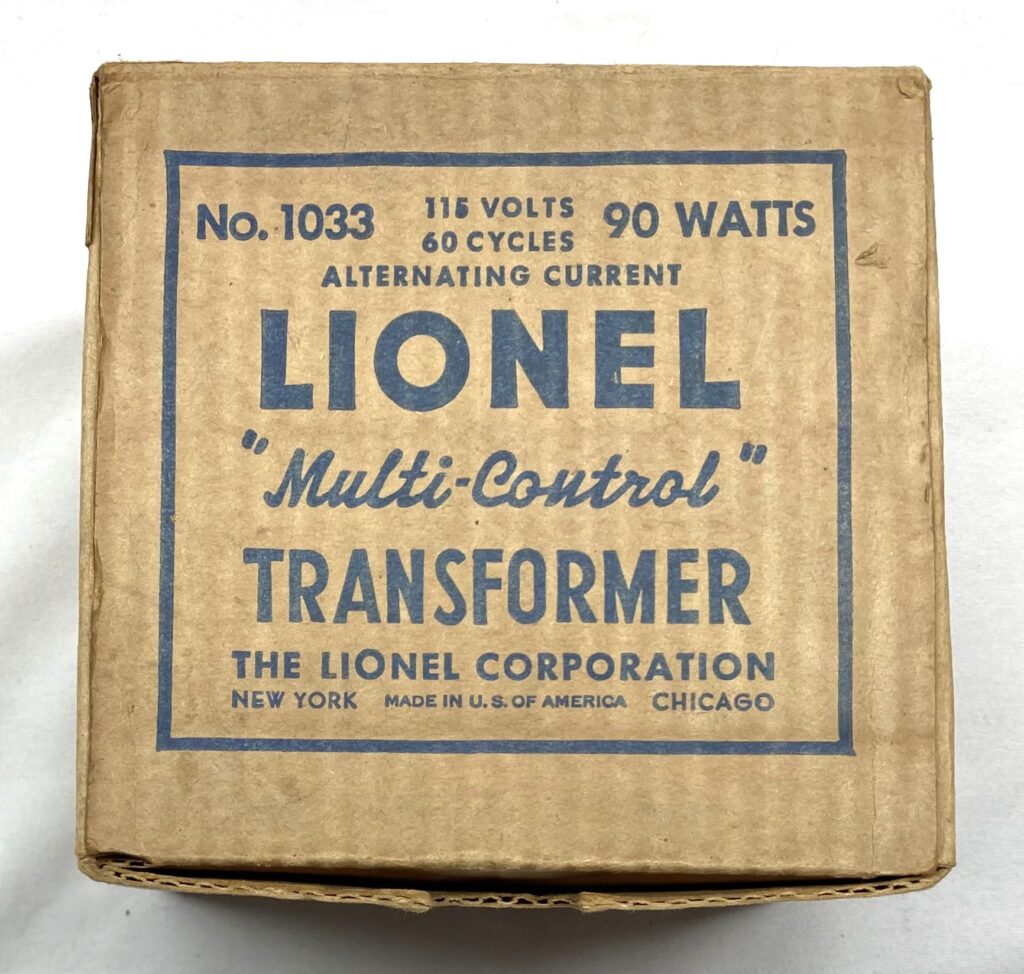 No. 1033 115 VOLTS 90 WATTS
60 CYCLES
ALTERNATING CURRENT
LIONEL
"Multi-Control"
TRANSFORMER
THE LIONEL CORPORATION
NEW YORK MADE IN U.S. OF AMERICA CHICAGO